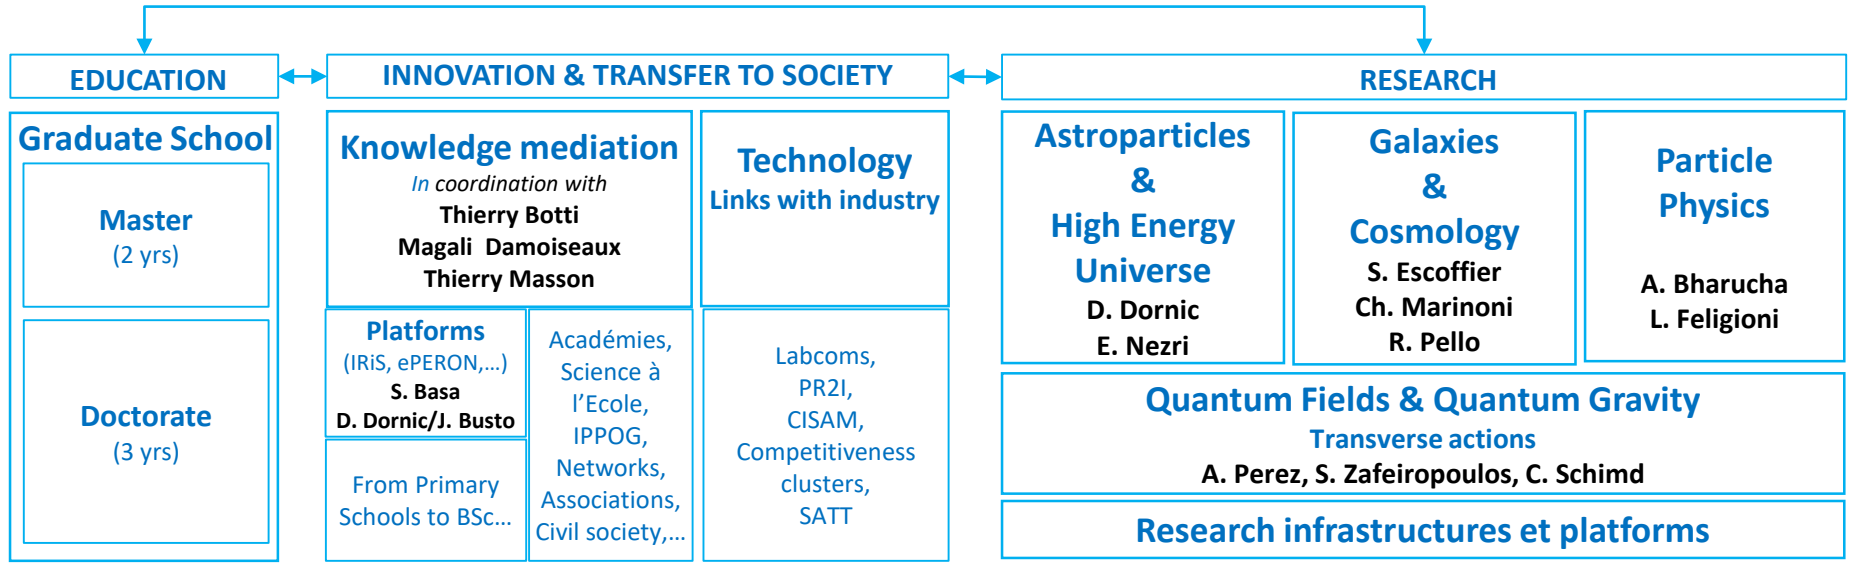 EDUCATION
INNOVATION & TRANSFER TO SOCIETY
RESEARCH
Graduate School
Master
(2 yrs)
Doctorate
(3 yrs)
Knowledge mediation
In coordination with
Thierry Botti
Magali Damoiseaux
Thierry Masson
Technology
Links with industry
Platforms
(IRiS, ePERON,…)
S. Basa
D. Dornic/J. Busto
From Primary
Schools to BSc…
Académies,
Science à
l’Ecole,
IPPOG,
Networks,
Associations,
Civil society,…
Labcoms,
PR2I,
CISAM,
Competitiveness
clusters,
SATT
Astroparticles
&
High Energy
Universe
D. Dornic
E. Nezri
Galaxies
&
Cosmology
S. Escoffier
Ch. Marinoni
R. Pello
Particle
Physics
A. Bharucha
L. Feligioni
Quantum Fields & Quantum Gravity
Transverse actions
A. Perez, S. Zafeiropoulos, C. Schimd
Research infrastructures et platforms